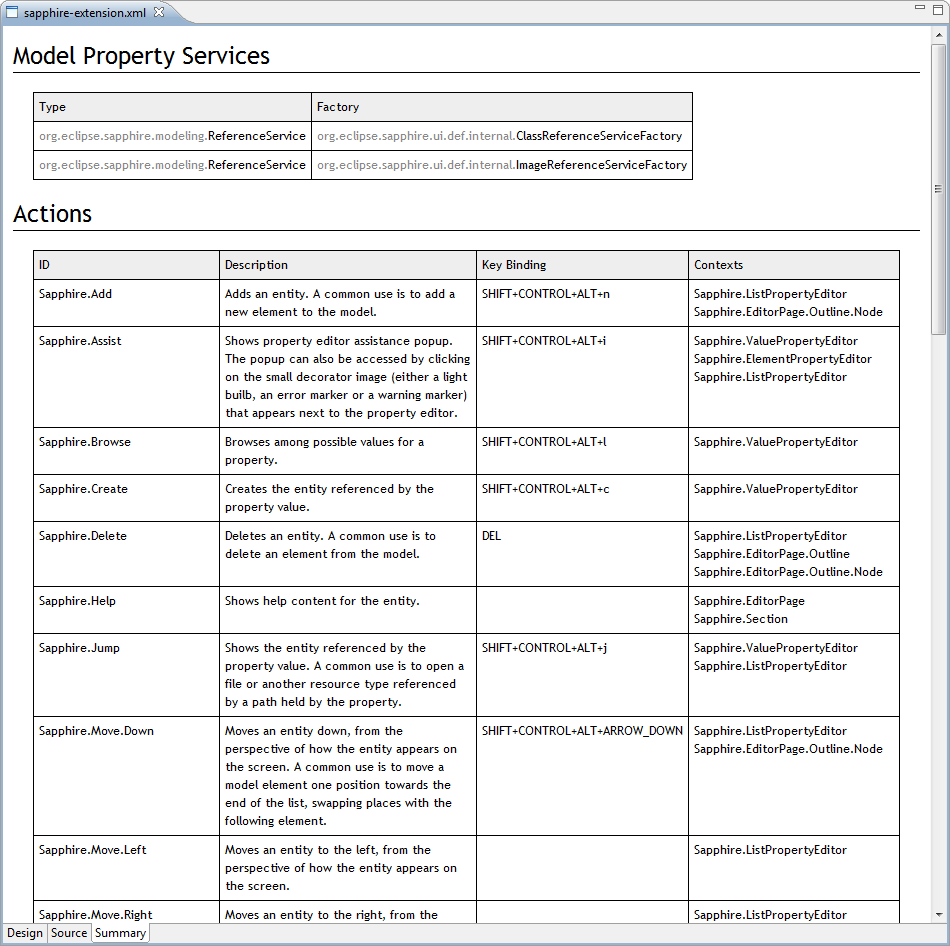 sapphire-extension.xml
Model Property Services
Type Factory
org.eclipse.sapphire.modeling.ReferenceService org.eclipse.sapphire.ui.def.internal.ClassReferenceServiceFactory
org.eclipse.sapphire.modeling.ReferenceService org.eclipse.sapphire.ui.def.internal.ImageReferenceServiceFactory
Actions
ID Description Key Binding Contexts
Sapphire.Add Adds an entity. A common use is to add a SHIFT+CONTROL+ALT+n Sapphire.ListPropertyEditor
new element to the model. Sapphire.EditorPage.Outline.Node
Sapphire.Assist Shows property editor assistance popup. SHIFT+CONTROL+ALT+i Sapphire.ValuePropertyEditor
The popup can also be accessed by clicking Sapphire.ElementPropertyEditor
on the small decorator image (either a light Sapphire.ListPropertyEditor
builb, an error marker or a warning marker)
that appears next to the property editor.
Sapphire.Browse Browses among possible values for a SHIFT+CONTROL+ALT+l Sapphire.ValuePropertyEditor
property.
Sapphire.Create Creates the entity referenced by the SHIFT+CONTROL+ALT+c Sapphire.ValuePropertyEditor
property value.
Sapphire.Delete Deletes an entity. A common use is to DEL Sapphire.ListPropertyEditor
delete an element from the model. Sapphire.EditorPage.Outline
Sapphire.EditorPage.Outline.Node
Sapphire.Help Shows help content for the entity. Sapphire.EditorPage
Sapphire.Section
Sapphire.Jump Shows the entity referenced by the SHIFT+CONTROL+ALT+j Sapphire.ValuePropertyEditor
property value. A common use is to open a Sapphire.ListPropertyEditor
file or another resource type referenced
by a path held by the property.
Sapphire.Move.Down Moves an entity down, from the SHIFT+CONTROL+ALT+ARROW_DOWN Sapphire.ListPropertyEditor
perspective of how the entity appears on Sapphire.EditorPage.Outline.Node
the screen. A common use is to move a
model element one position towards the
end of the list, swapping places with the
following element.
Sapphire.Move.Left Moves an entity to the left, from the Sapphire.ListPropertyEditor
perspective of how the entity appears on
the screen.
Sapphire.Move.Right Moves an entity to the right, from the Sapphire.ListPropertyEditor
Design Source Summary